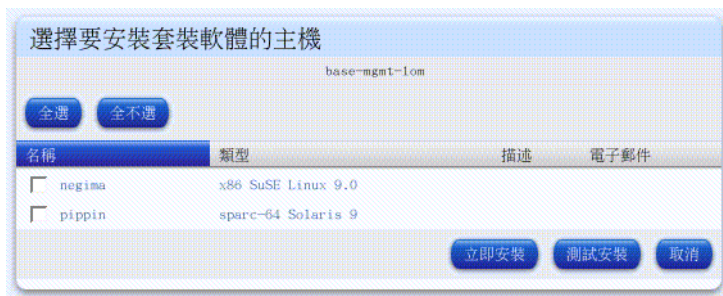 選擇要安裝套裝軟體的主機
base-mgmt-lom
全選 全不選
名稱 類型 描述 電子郵件
negima x86 SuSE Linux 9.0
pippin sparc-64 Solaris 9
立即安裝 測試安裝 取消